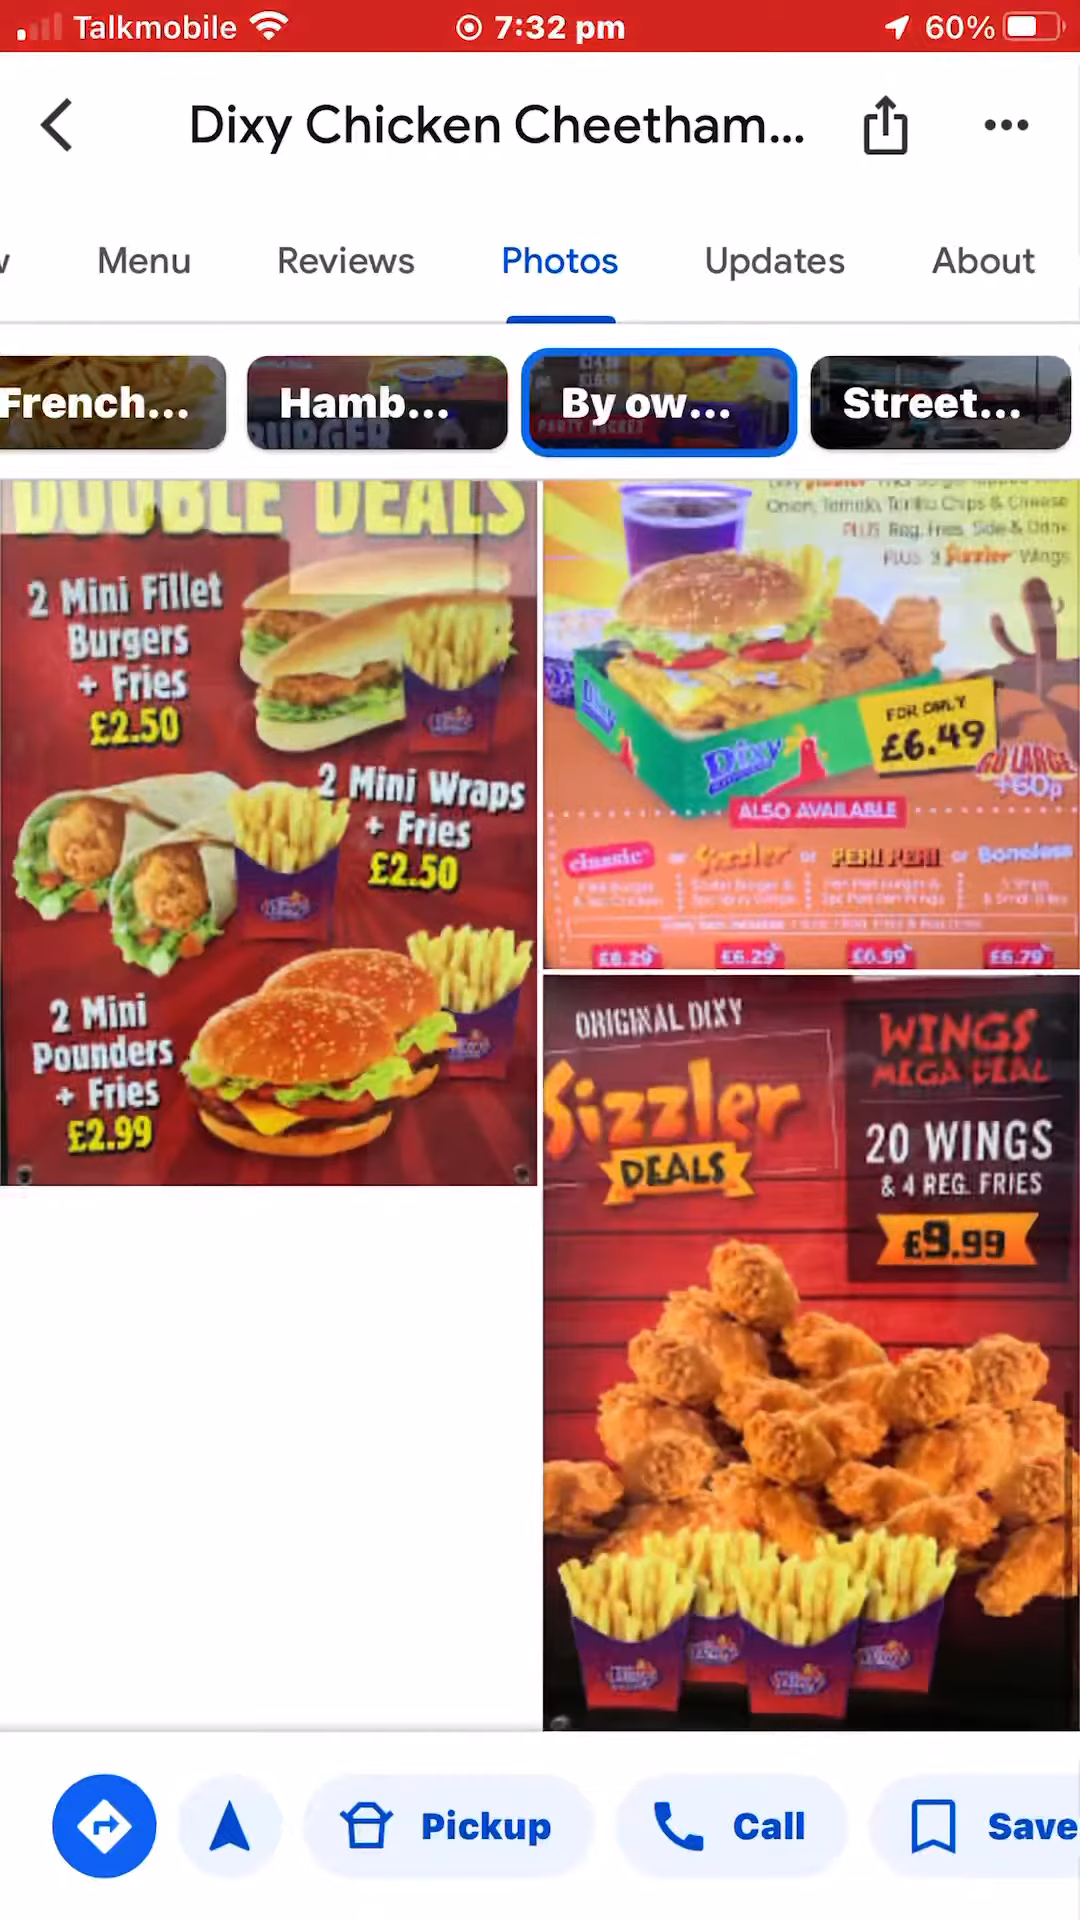 Talkmobile
7:32 pm
60%
Dixy Chicken Cheetham...
Menu
Reviews
Photos
Updates
About
French...
Hamb...
By ow...
Street...
DOUBLE DEALS
2 Mini Fillet
Burgers
+ Fries
£2.50
2 Mini Wraps
+ Fries
£2.50
2 Mini
Pounders
+ Fries
£2.99
Onion, Tomato, Tortilla Chips & Cheese
PLUS Reg. Fries, Side & Drink
PLUS 3 Sizzler Wings
Dixy
FOR ONLY
£6.49
GO LARGE
+60p
ALSO AVAILABLE
classic or Sizzler or PERI PERI or Boneless
£6.29
£6.29
£6.99
£6.79
ORIGINAL DIXY
Sizzler
DEALS
WINGS
MEGA DEAL
20 WINGS
& 4 REG. FRIES
£9.99
Pickup
Call
Save